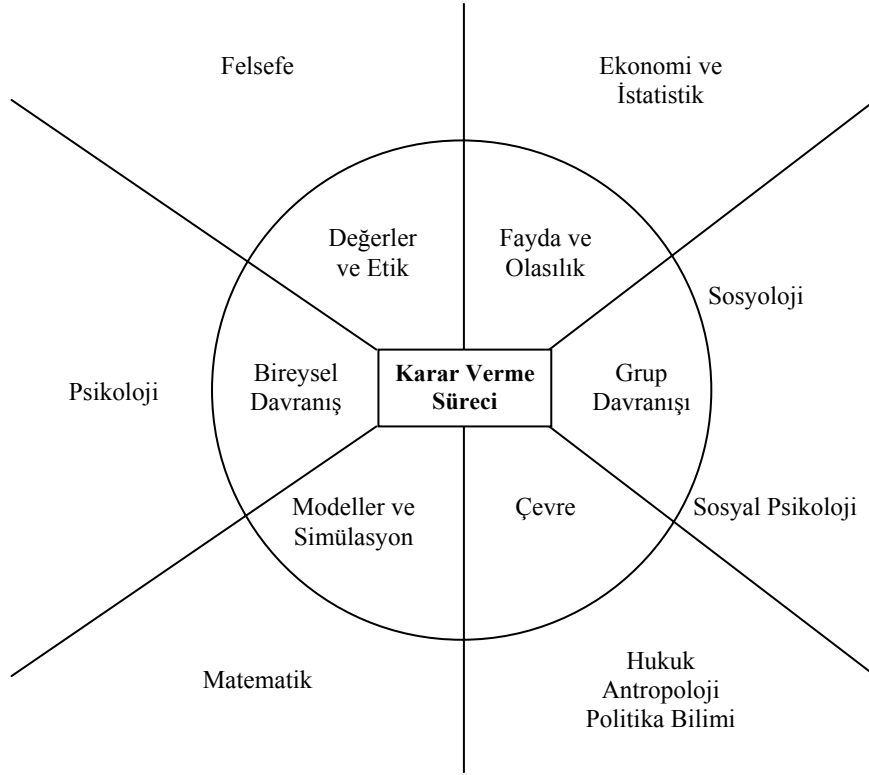 Felsefe
Ekonomi ve
İstatistik
Değerler
ve Etik
Fayda ve
Olasılık
Sosyoloji
Psikoloji
Bireysel
Davranış
Karar Verme
Süreci
Grup
Davranışı
Modeller ve
Simülasyon
Çevre
Sosyal Psikoloji
Matematik
Hukuk
Antropoloji
Politika Bilimi